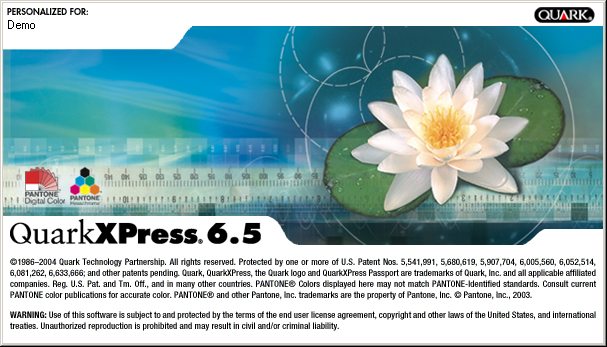 PERSONALIZED FOR:
Demo
QUARK®
PANTONE®
Digital Color
PANTONE®
Hexachrome
QuarkXPress® 6.5
©1986–2004 Quark Technology Partnership. All rights reserved. Protected by one or more of U.S. Patent Nos. 5,541,991, 5,680,619, 5,907,704, 6,005,560, 6,052,514,
6,081,262, 6,633,666; and other patents pending. Quark, QuarkXPress, the Quark logo and QuarkXPress Passport are trademarks of Quark, Inc. and all applicable affiliated
companies. Reg. U.S. Pat. and Tm. Off., and in many other countries. PANTONE® Colors displayed here may not match PANTONE-Identified standards. Consult current
PANTONE color publications for accurate color. PANTONE® and other Pantone, Inc. trademarks are the property of Pantone, Inc. © Pantone, Inc., 2003.
WARNING: Use of this software is subject to and protected by the terms of the end user license agreement, copyright and other laws of the United States, and international
treaties. Unauthorized reproduction is prohibited and may result in civil and/or criminal liability.